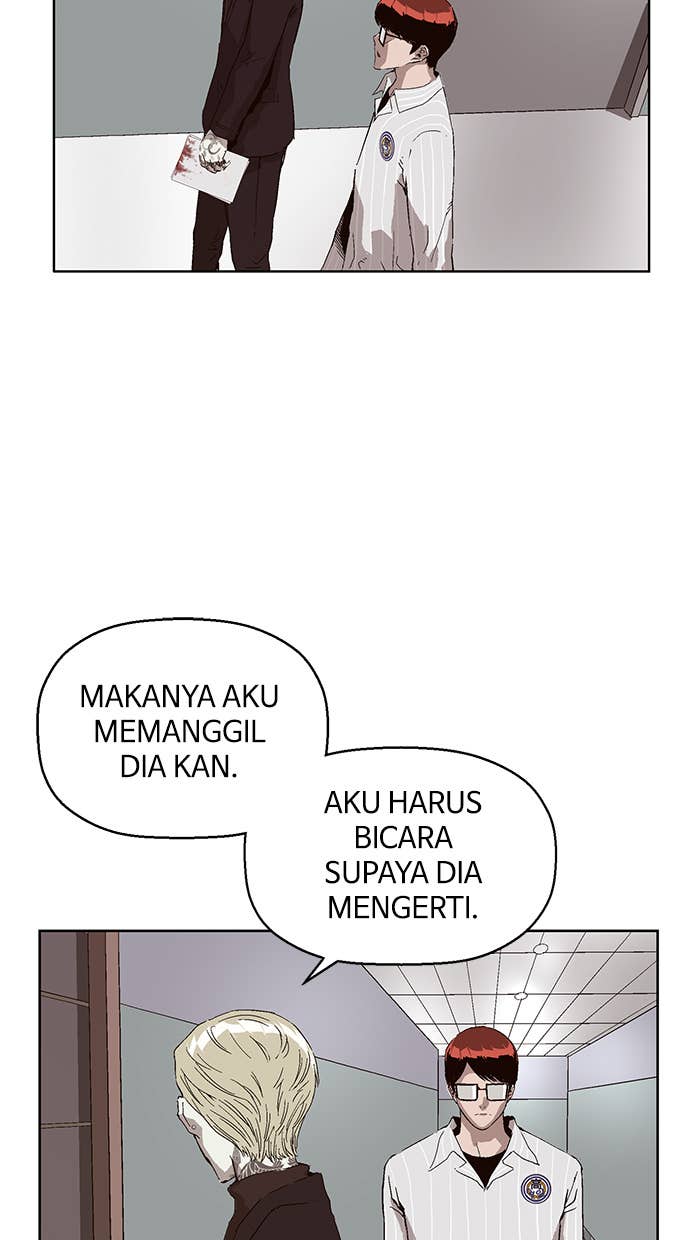 MAKANYA AKU
MEMANGGIL
DIA KAN.
AKU HARUS
BICARA
SUPAYA DIA
MENGERTI.